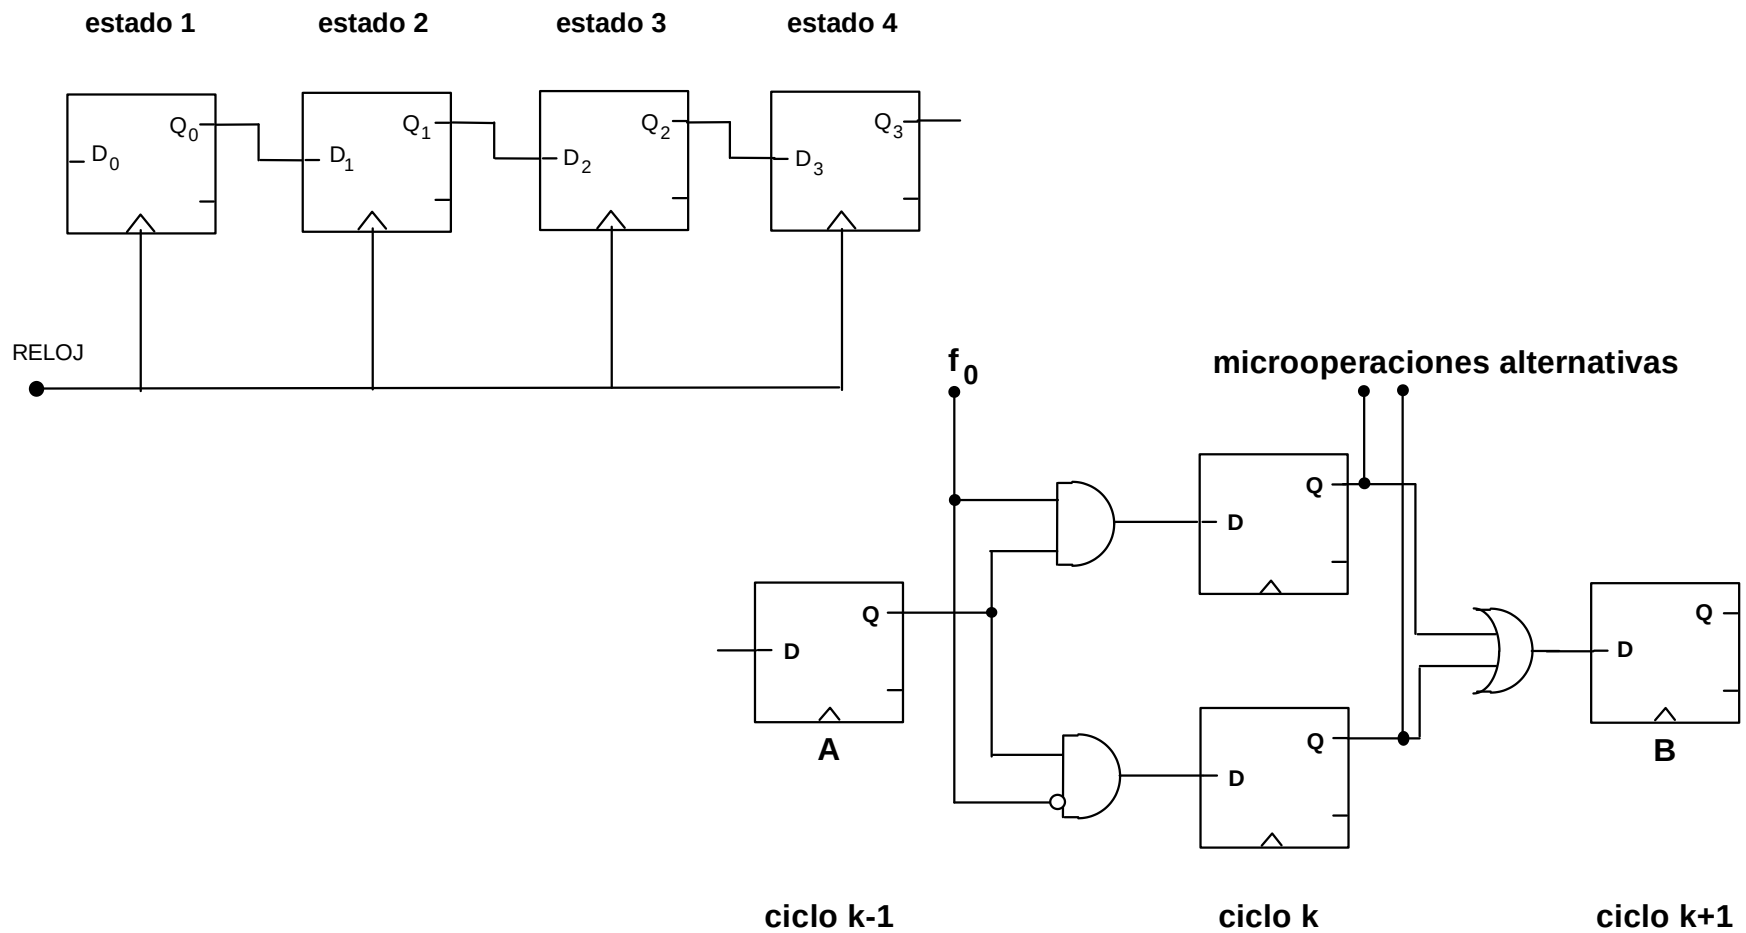 estado 1 estado 2 estado 3 estado 4
Q0 Q1 Q2 Q3
D0 D1 D2 D3
RELOJ
f0 microoperaciones alternativas
Q
D
Q Q
D D
A B
Q
D
ciclo k-1 ciclo k ciclo k+1